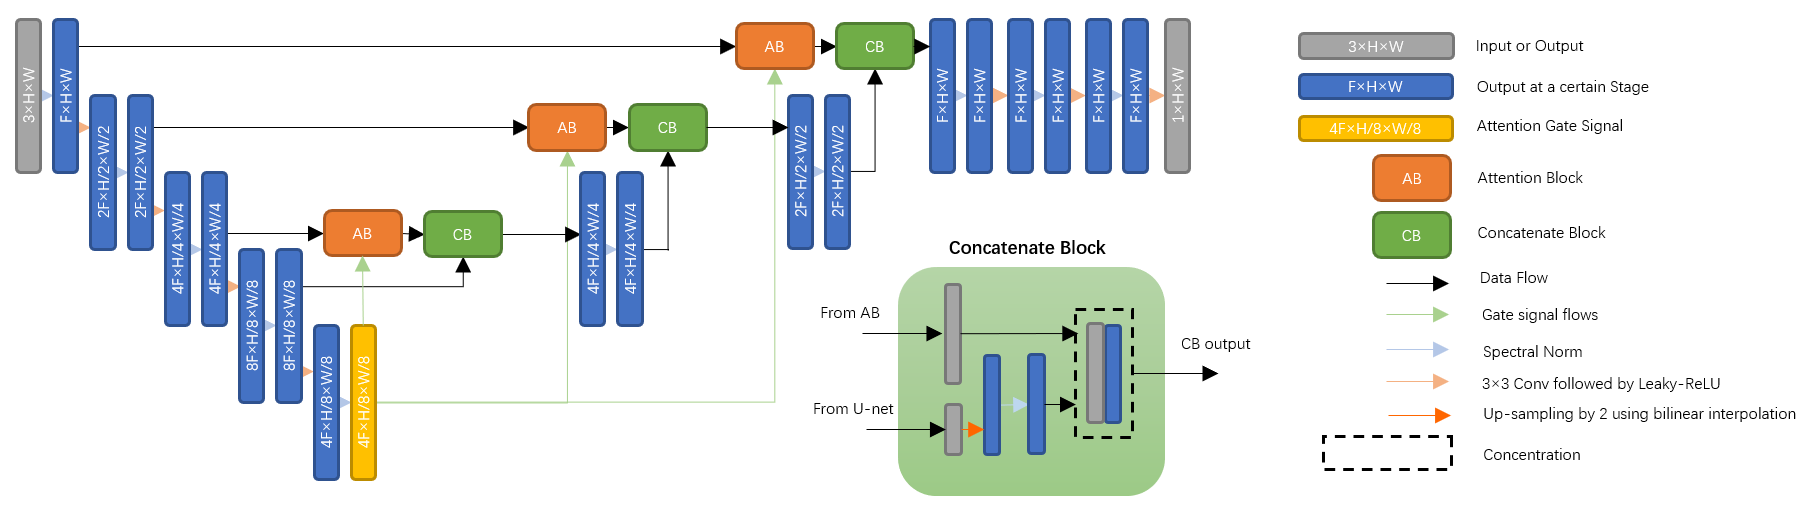 3×H×W
F×H×W
2F×H/2×W/2
2F×H/2×W/2
4F×H/4×W/4
4F×H/4×W/4
8F×H/8×W/8
8F×H/8×W/8
4F×H/8×W/8
4F×H/8×W/8
AB
CB
4F×H/4×W/4
4F×H/4×W/4
AB
CB
2F×H/2×W/2
2F×H/2×W/2
AB
CB
F×H×W
F×H×W
F×H×W
F×H×W
F×H×W
F×H×W
1×H×W
Concatenate Block
From AB
From U-net
CB output
3×H×W
Input or Output
F×H×W
Output at a certain Stage
4F×H/8×W/8
Attention Gate Signal
AB
Attention Block
CB
Concatenate Block
Data Flow
Gate signal flows
Spectral Norm
3×3 Conv followed by Leaky-ReLU
Up-sampling by 2 using bilinear interpolation
Concentration